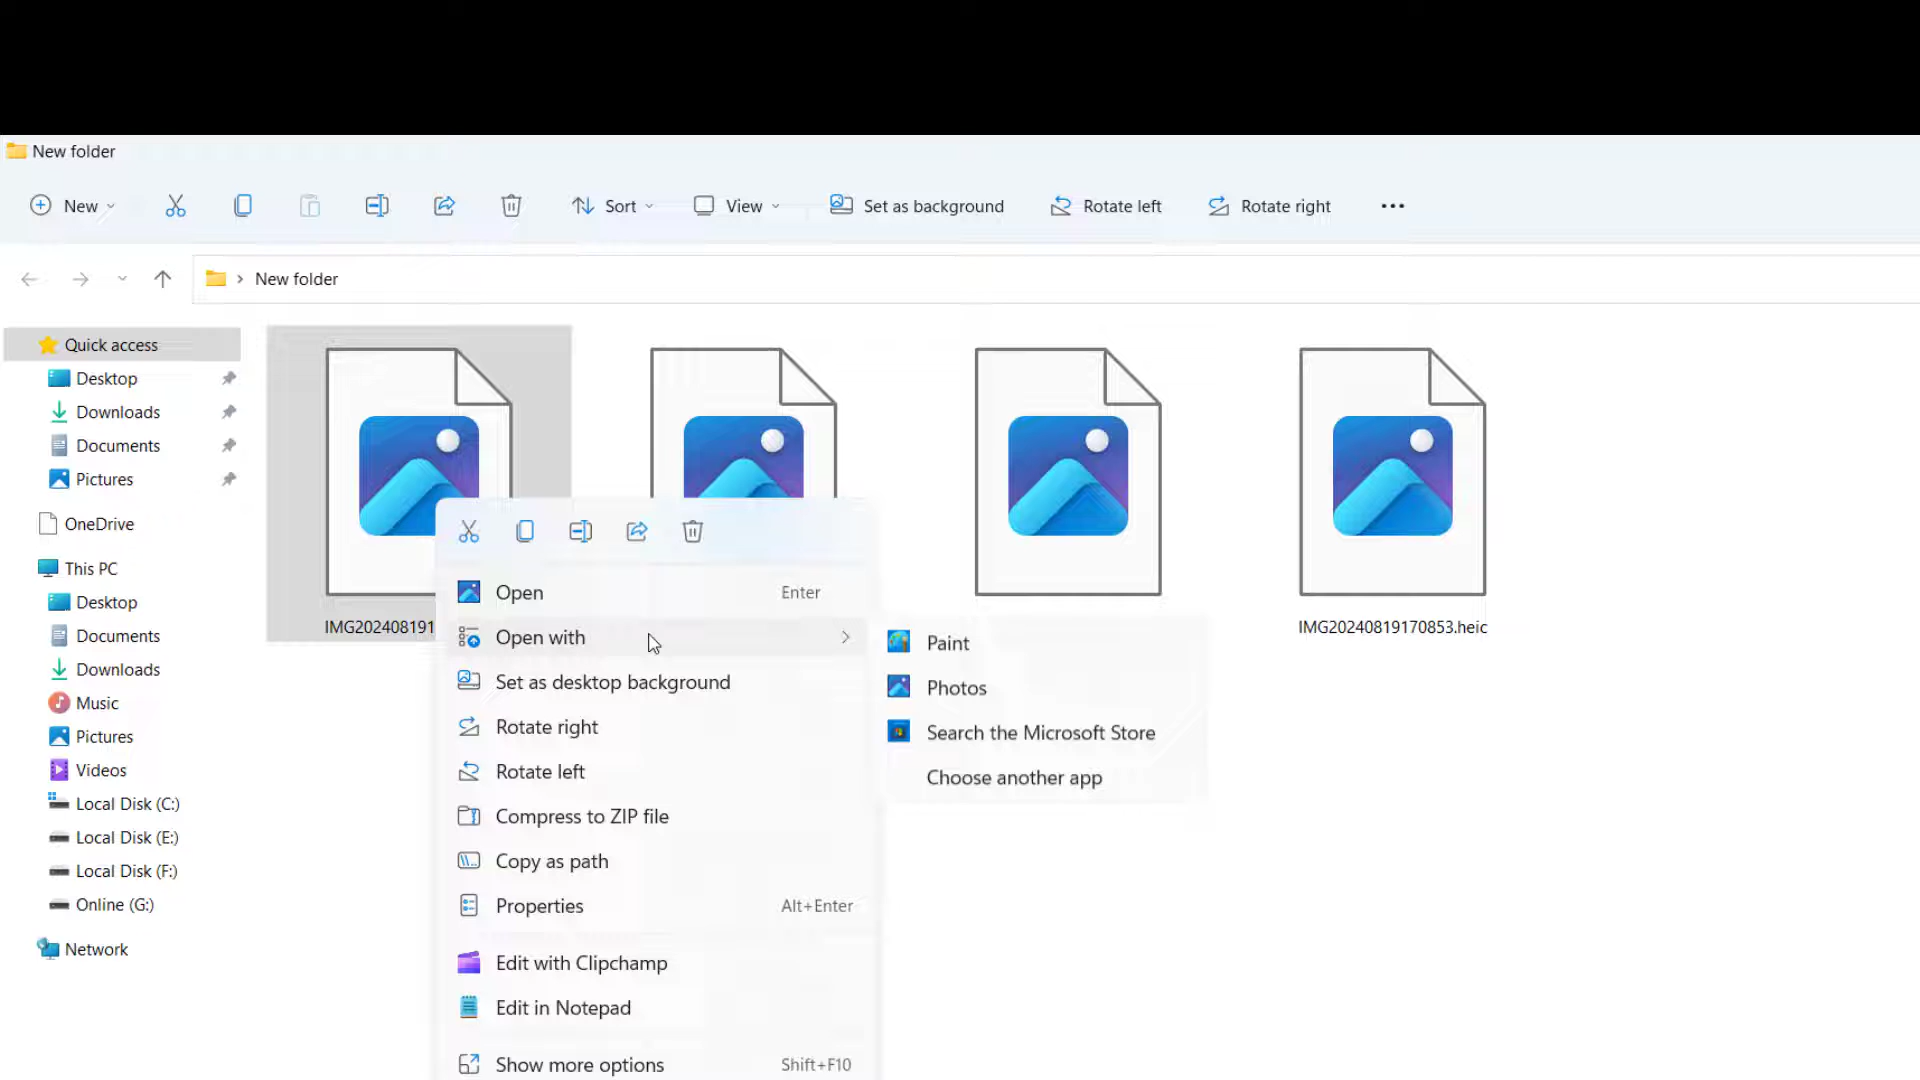 New folder
New
Sort
View
Set as background
Rotate left
Rotate right
New folder
Quick access
Desktop
Downloads
Documents
Pictures
OneDrive
This PC
Desktop
Documents
Downloads
Music
Pictures
Videos
Local Disk (C:)
Local Disk (E:)
Local Disk (F:)
Online (G:)
Network
IMG202408191
IMG20240819170853.heic
Open Enter
Open with
Set as desktop background
Rotate right
Rotate left
Compress to ZIP file
Copy as path
Properties Alt+Enter
Edit with Clipchamp
Edit in Notepad
Show more options Shift+F10
Paint
Photos
Search the Microsoft Store
Choose another app